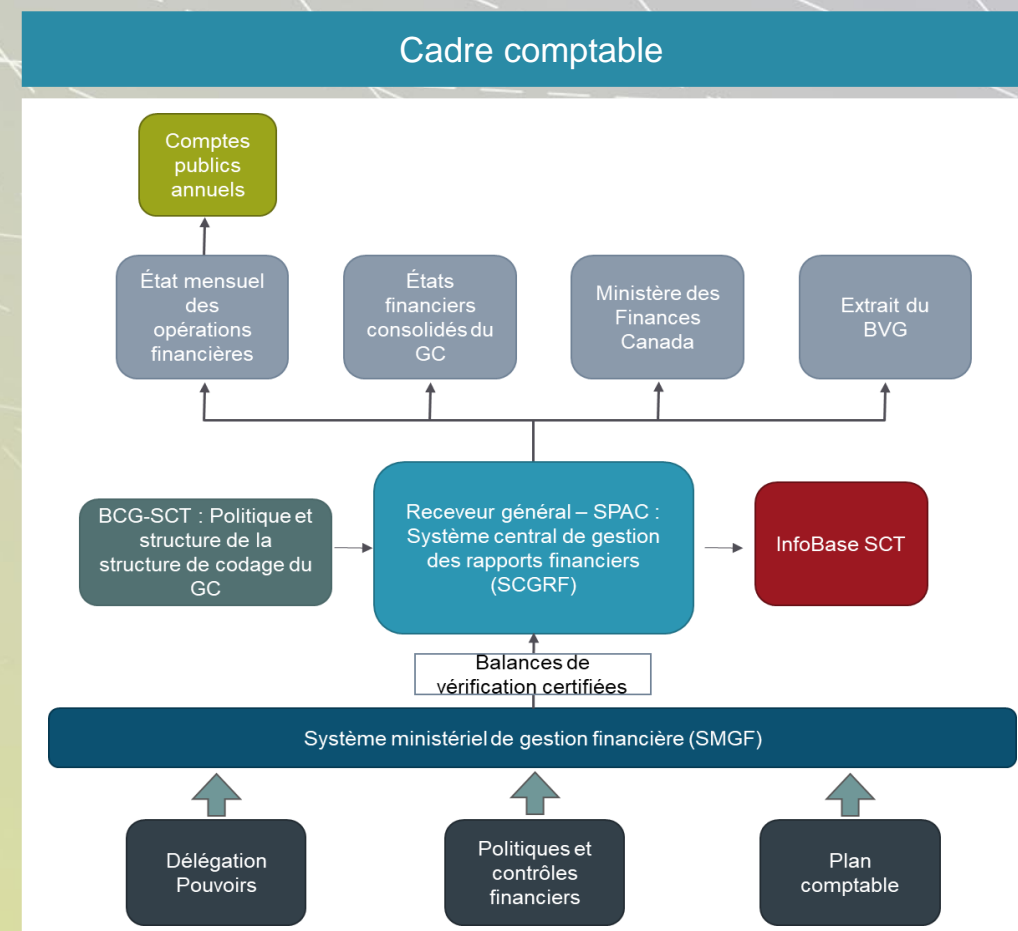 Cadre comptable
Comptes
publics
annuels
État mensuel
des
opérations
financières
États
financiers
consolidés du
GC
Ministère des
Finances
Canada
Extrait du
BVG
BCG-SCT : Politique et
structure de la
structure de codage du
GC
Receveur général – SPAC :
Système central de gestion
des rapports financiers
(SCGRF)
InfoBase SCT
Balances de
vérification certifiées
Système ministériel de gestion financière (SMGF)
Délégation
Pouvoirs
Politiques et
contrôles
financiers
Plan
comptable